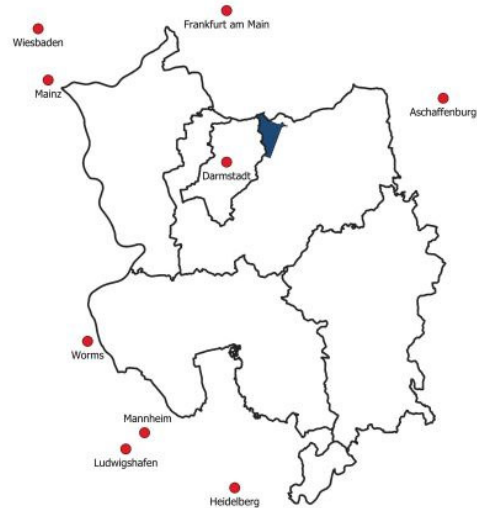 Frankfurt am Main
Wiesbaden
Mainz
Aschaffenburg
Darmstadt
Worms
Mannheim
Ludwigshafen
Heidelberg